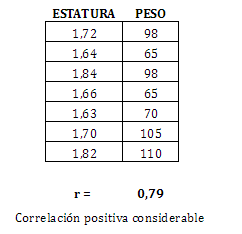 ESTATURA PESO
1,72 98
1,64 65
1,84 98
1,66 65
1,63 70
1,70 105
1,82 110
r = 0,79
Correlación positiva considerable